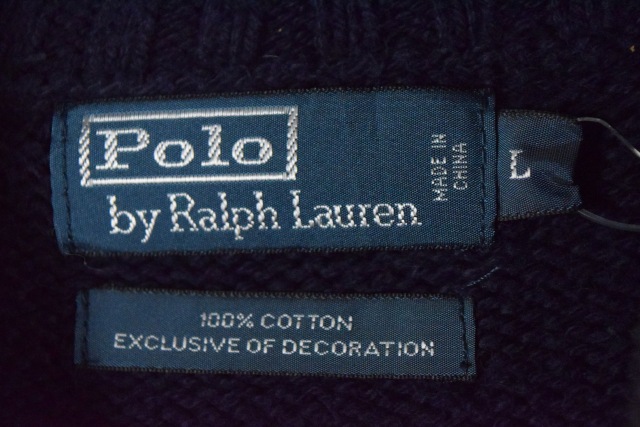 Polo
by Ralph Lauren
MADE IN
CHINA
L
100% COTTON
EXCLUSIVE OF DECORATION